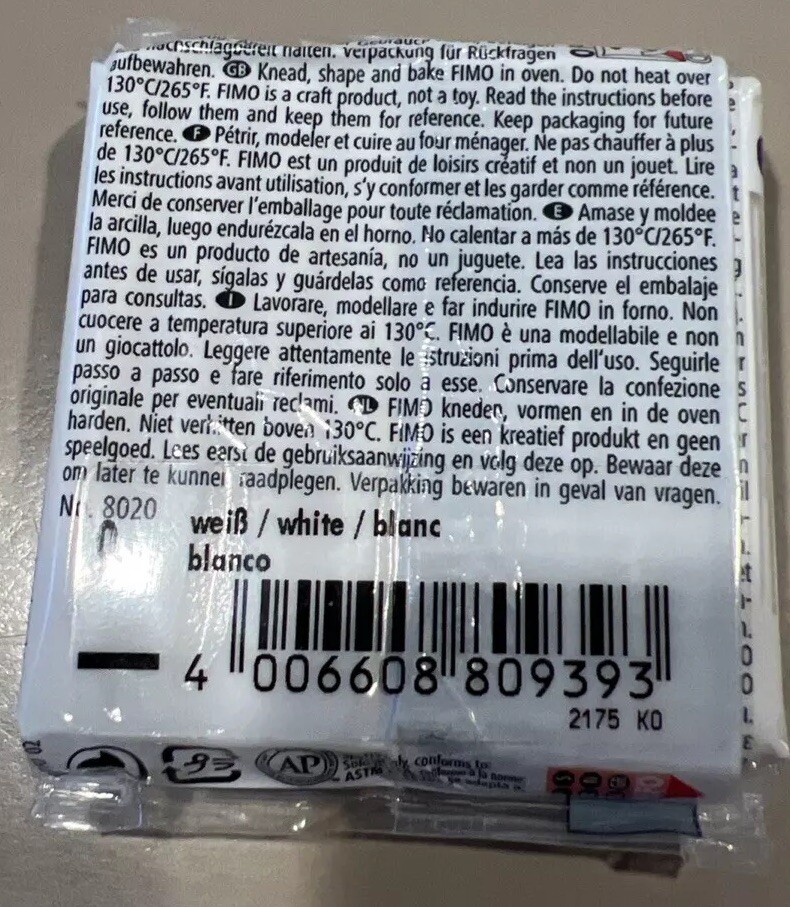 halten. Verpackung für Rückfragen
aufbewahren. GB Knead, shape and bake FIMO in oven. Do not heat over
130°C/265°F. FIMO is a craft product, not a toy. Read the instructions before
use, follow them and keep them for reference. Keep packaging for future
reference. F Pétrir, modeler et cuire au four ménager. Ne pas chauffer à plus
de 130°C/265°F. FIMO est un produit de loisirs créatif et non un jouet. Lire
les instructions avant utilisation, s'y conformer et les garder comme référence.
Merci de conserver l'emballage pour toute réclamation. E Amase y moldee
la arcilla, luego endurézcala en el horno. No calentar a más de 130°C/265°F.
FIMO es un producto de artesanía, no un juguete. Lea las instrucciones
antes de usar, sígalas y guárdelas como referencia. Conserve el embalaje
para consultas. I Lavorare, modellare e far indurire FIMO in forno. Non
cuocere a temperatura superiore ai 130°C. FIMO è una modellabile e non
un giocattolo. Leggere attentamente le istruzioni prima dell'uso. Seguirle
passo a passo e fare riferimento solo a esse. Conservare la confezione
originale per eventuali reclami. NL FIMO kneden, vormen en in de oven
harden. Niet verhitten boven 130°C. FIMO is een kreatief produkt en geen
speelgoed. Lees eerst de gebruiksaanwijzing en volg deze op. Bewaar deze
om later te kunnen raadplegen. Verpakking bewaren in geval van vragen.
Nr. 8020
0
weiß / white / blanc
blanco
4 006608 809393
2175 KO
AP
conforms to
ASTM